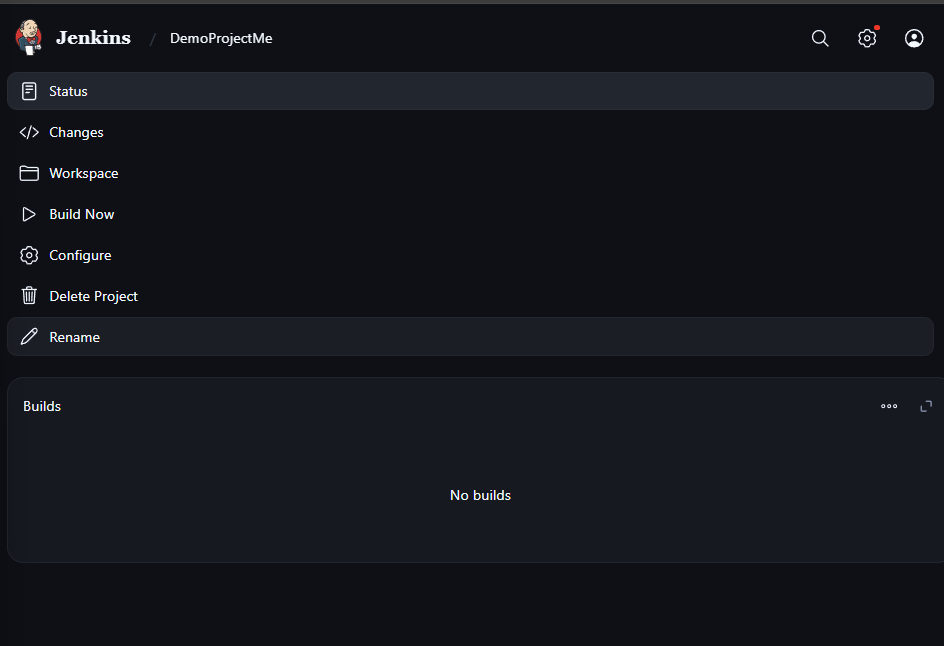 Jenkins / DemoProjectMe
Status
Changes
Workspace
Build Now
Configure
Delete Project
Rename
Builds
No builds